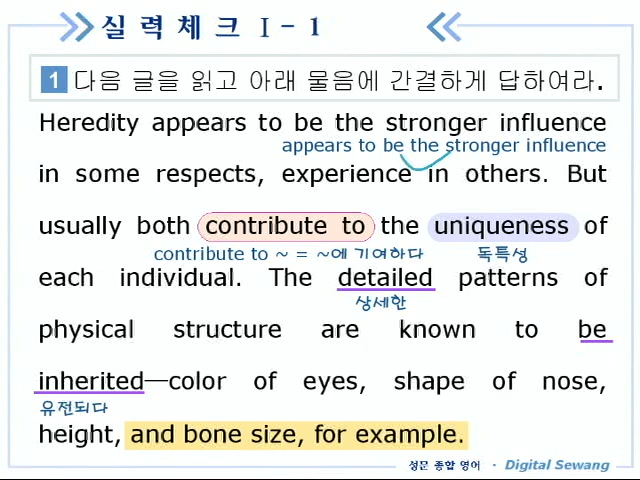 실력체크 I - 1
1 다음 글을 읽고 아래 물음에 간결하게 답하여라.
Heredity appears to be the stronger influence
appears to be the stronger influence
in some respects, experience in others. But
usually both contribute to the uniqueness of
contribute to ~ = ~에 기여하다 독특성
each individual. The detailed patterns of
상세한
physical structure are known to be
inherited—color of eyes, shape of nose,
유전되다
height, and bone size, for example.
성문 종합 영어 · Digital Sewang